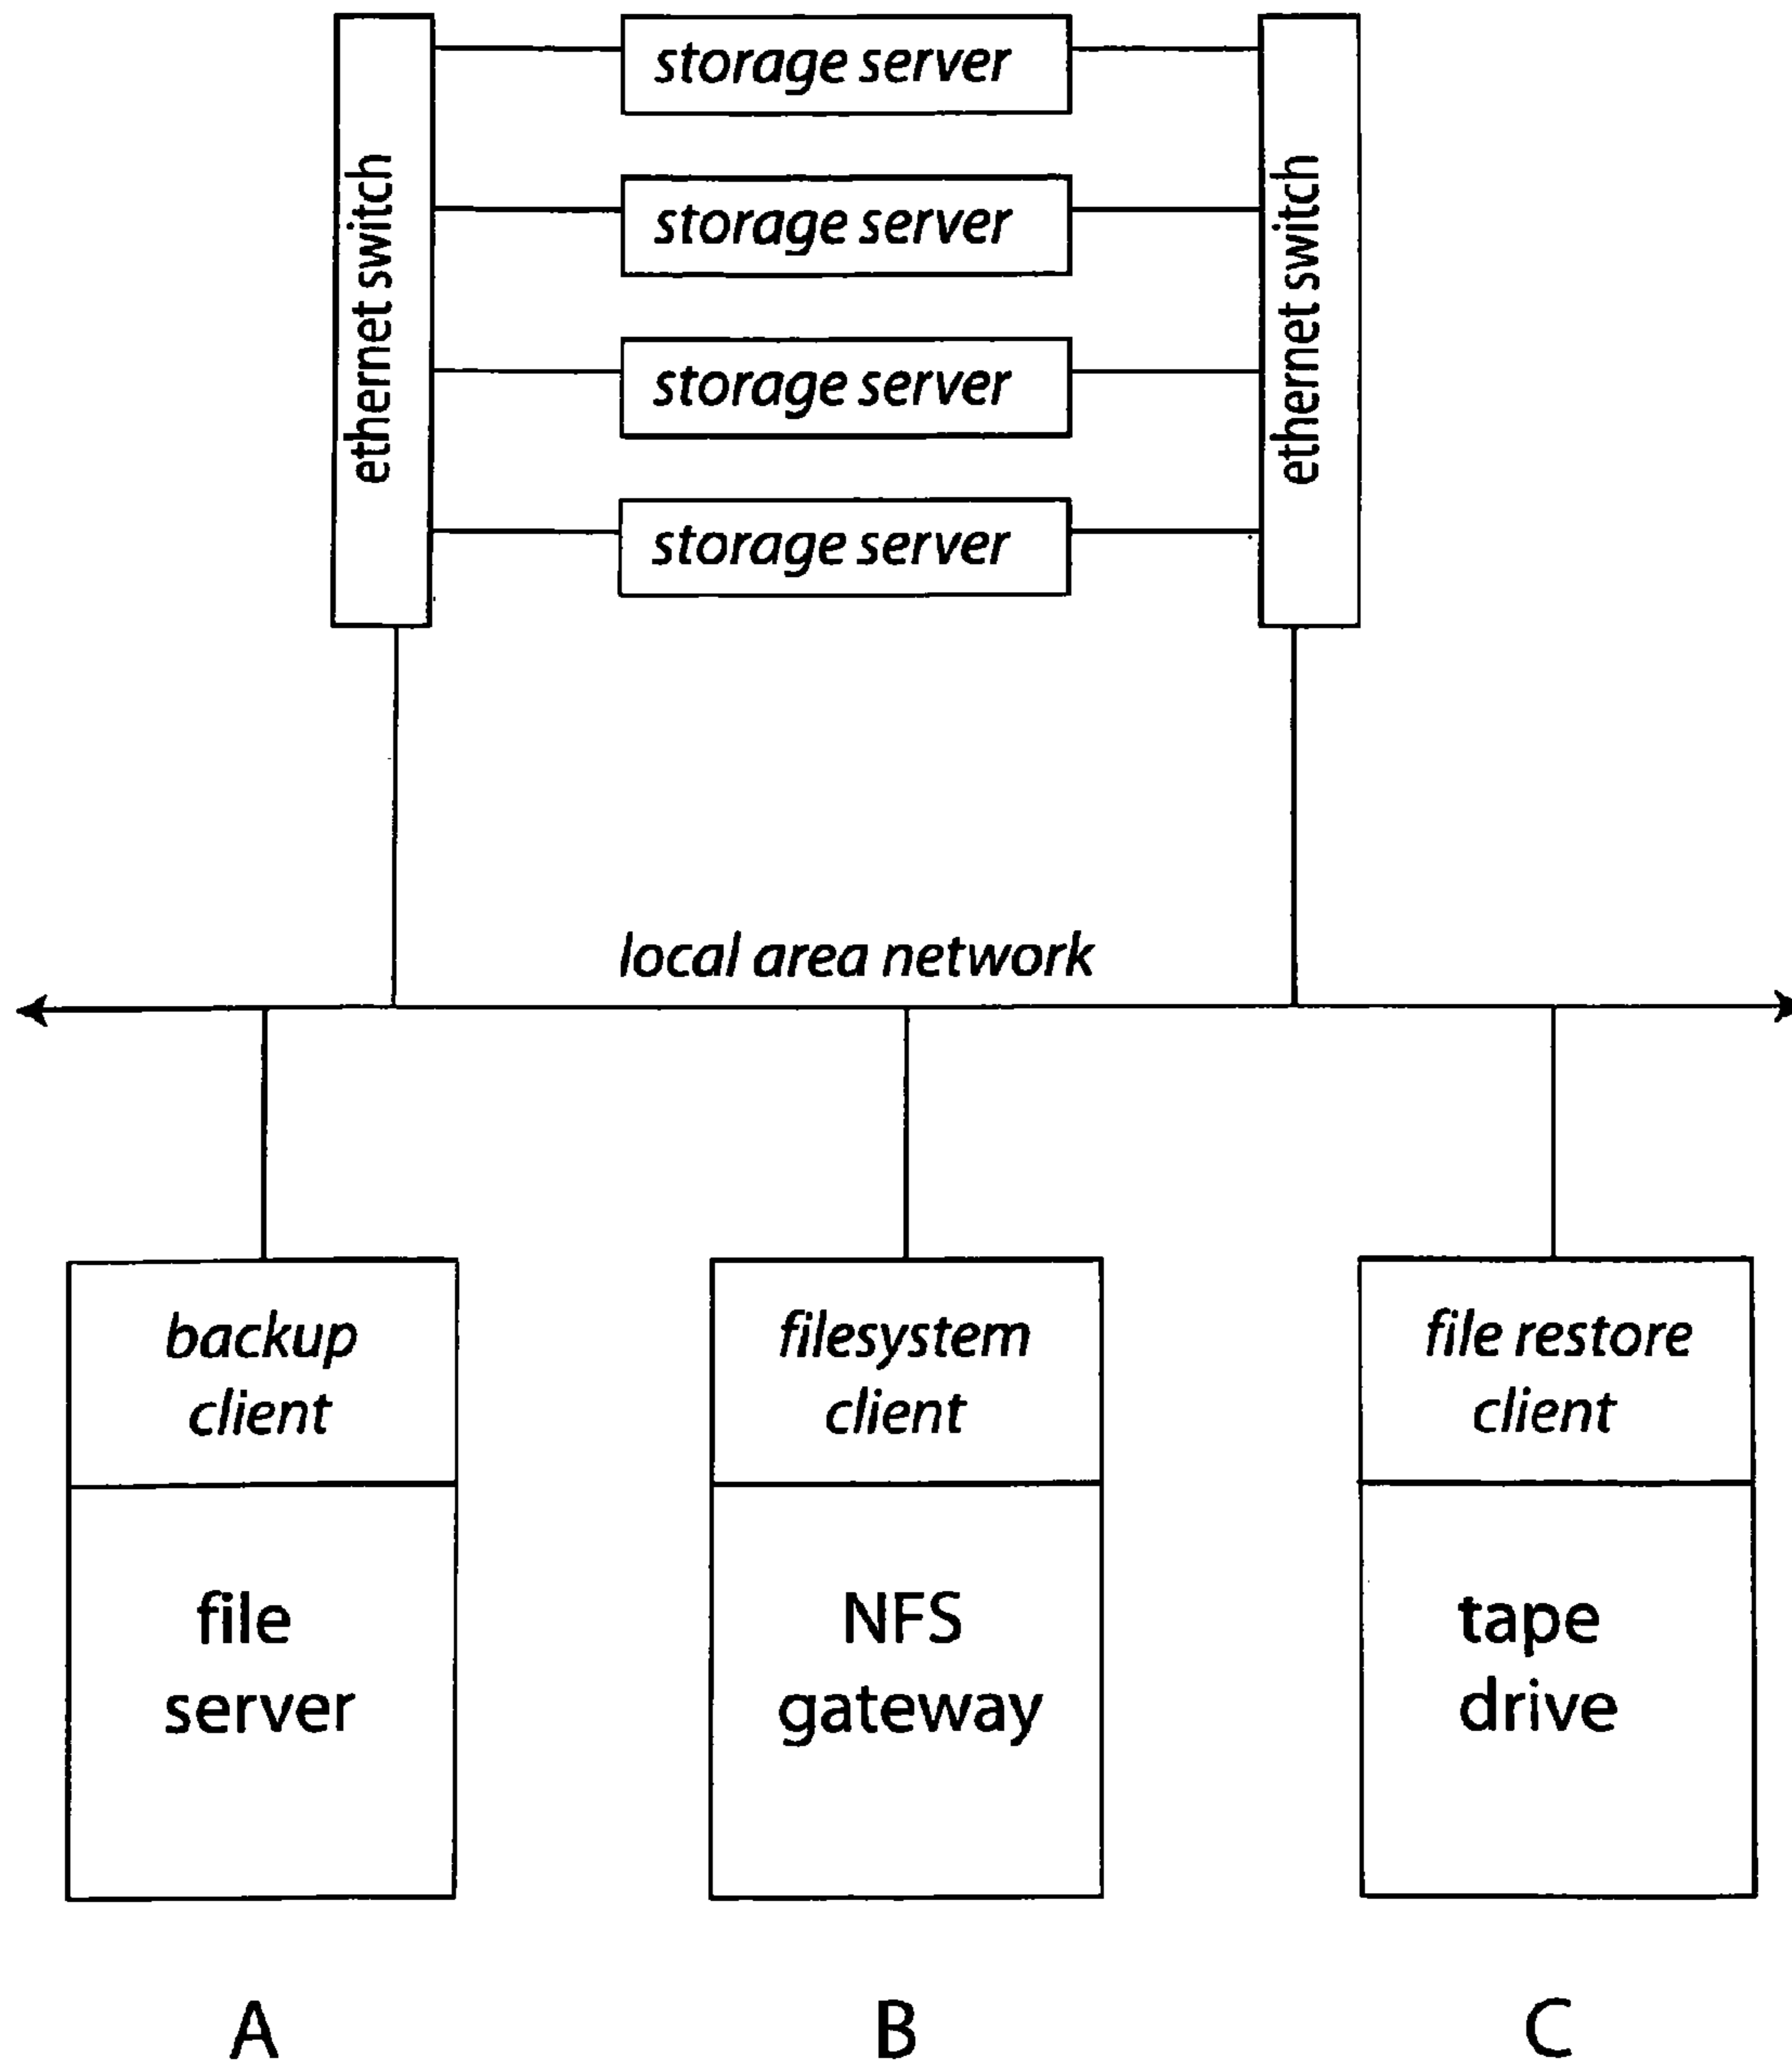 storage server
storage server
storage server
storage server
ethernet switch
ethernet switch
local area network
backup
client
file
server
filesystem
client
NFS
gateway
file restore
client
tape
drive
A
B
C